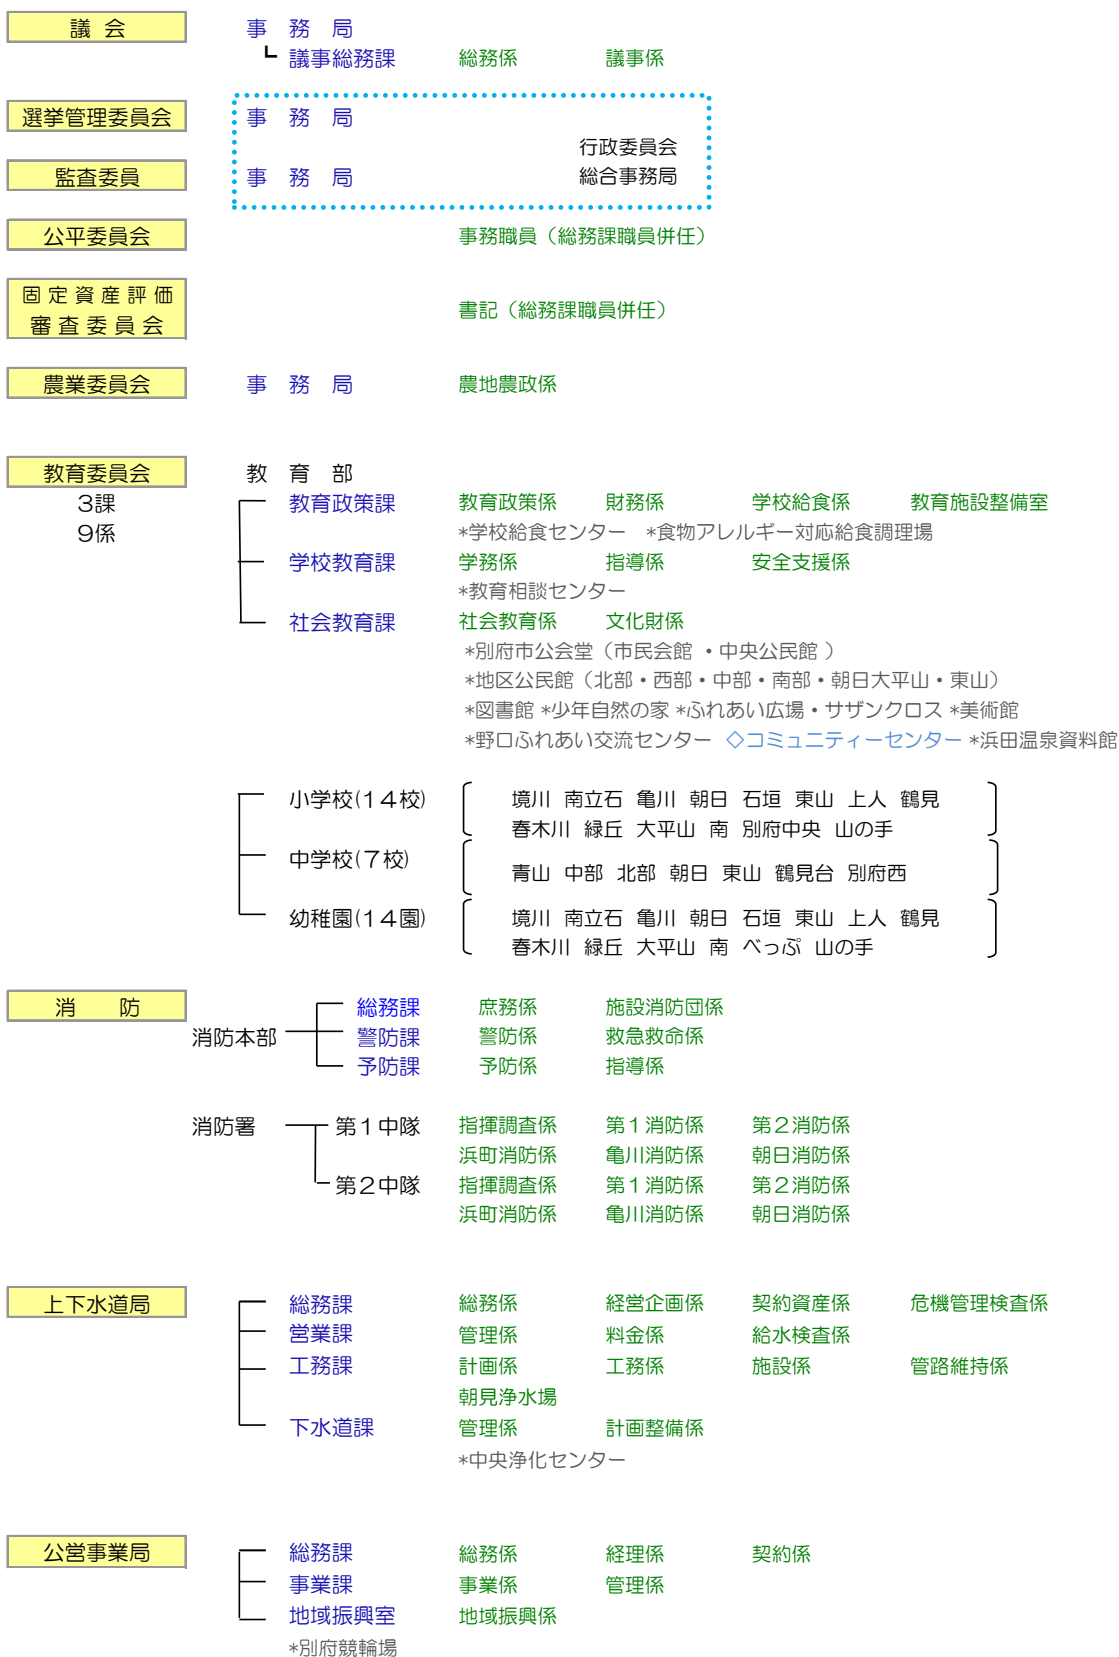 議 会 事 務 局
議事総務課 総務係 議事係
選挙管理委員会 事 務 局
行政委員会
監査委員 事 務 局 総合事務局
公平委員会 事務職員（総務課職員併任）
固定資産評価
審査委員会 書記（総務課職員併任）
農業委員会 事 務 局 農地農政係
教育委員会 教 育 部
3課 教育政策課 教育政策係 財務係 学校給食係 教育施設整備室
9係 *学校給食センター *食物アレルギー対応給食調理場
学校教育課 学務係 指導係 安全支援係
*教育相談センター
社会教育課 社会教育係 文化財係
*別府市公会堂（市民会館 ・中央公民館 ）
*地区公民館（北部・西部・中部・南部・朝日大平山・東山）
*図書館 *少年自然の家 *ふれあい広場・サザンクロス *美術館
*野口ふれあい交流センター ◇コミュニティーセンター *浜田温泉資料館
小学校(14校) 境川 南立石 亀川 朝日 石垣 東山 上人 鶴見
春木川 緑丘 大平山 南 別府中央 山の手
中学校(7校) 青山 中部 北部 朝日 東山 鶴見台 別府西
幼稚園(14園) 境川 南立石 亀川 朝日 石垣 東山 上人 鶴見
春木川 緑丘 大平山 南 べっぷ 山の手
消 防 総務課 庶務係 施設消防団係
消防本部 警防課 警防係 救急救命係
予防課 予防係 指導係
消防署 第1中隊 指揮調査係 第1消防係 第2消防係
浜町消防係 亀川消防係 朝日消防係
第2中隊 指揮調査係 第1消防係 第2消防係
浜町消防係 亀川消防係 朝日消防係
上下水道局 総務課 総務係 経営企画係 契約資産係 危機管理検査係
営業課 管理係 料金係 給水検査係
工務課 計画係 工務係 施設係 管路維持係
朝見浄水場
下水道課 管理係 計画整備係
*中央浄化センター
公営事業局 総務課 総務係 経理係 契約係
事業課 事業係 管理係
地域振興室 地域振興係
*別府競輪場